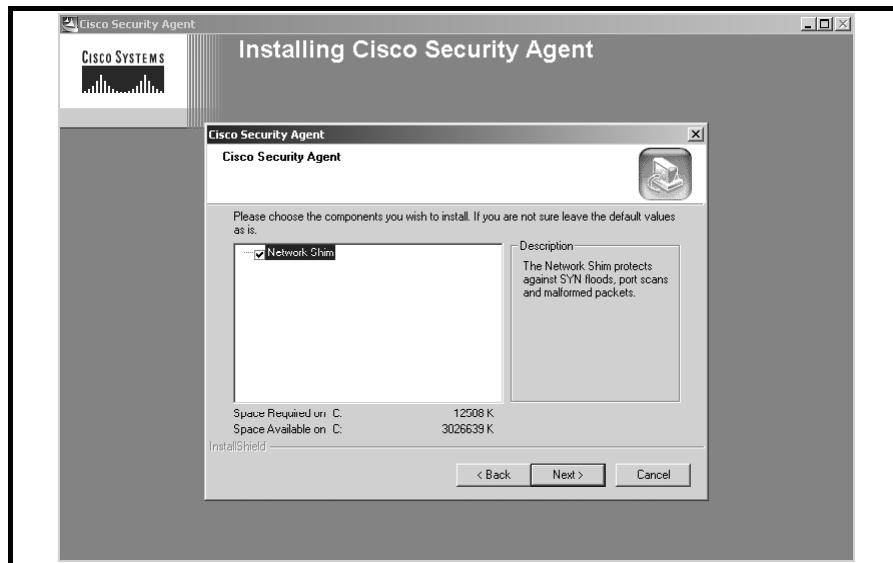 Cisco Security Agent
CISCO SYSTEMS
Installing Cisco Security Agent
Cisco Security Agent
Cisco Security Agent
Please choose the components you wish to install. If you are not sure leave the default values
as is.
Network Shim
Description
The Network Shim protects
against SYN floods, port scans
and malformed packets.
Space Required on C: 12508 K
Space Available on C: 3026639 K
InstallShield
< Back Next > Cancel